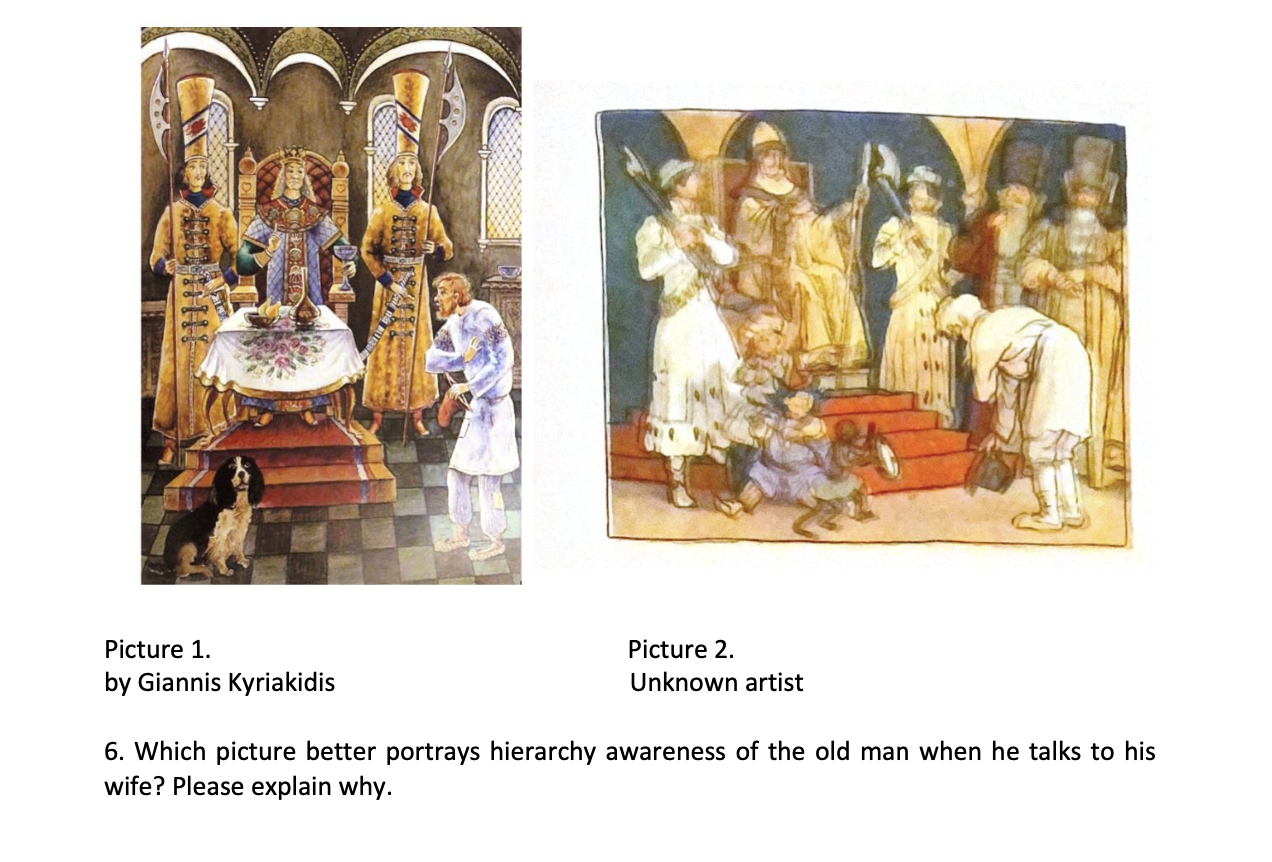 Picture 1.
Picture 2.
by Giannis Kyriakidis
Unknown artist
6. Which picture better portrays hierarchy awareness of the old man when he talks to his
wife? Please explain why.